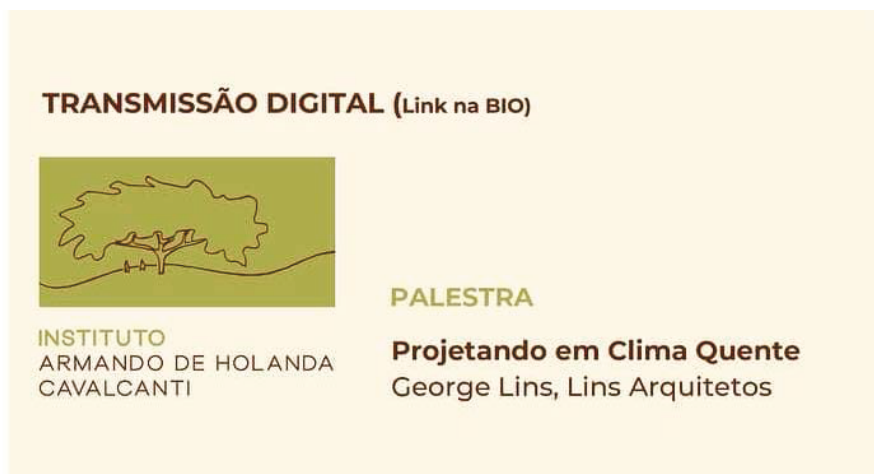 TRANSMISSÃO DIGITAL (Link na BIO)
INSTITUTO
ARMANDO DE HOLANDA
CAVALCANTI
PALESTRA
Projetando em Clima Quente
George Lins, Lins Arquitetos